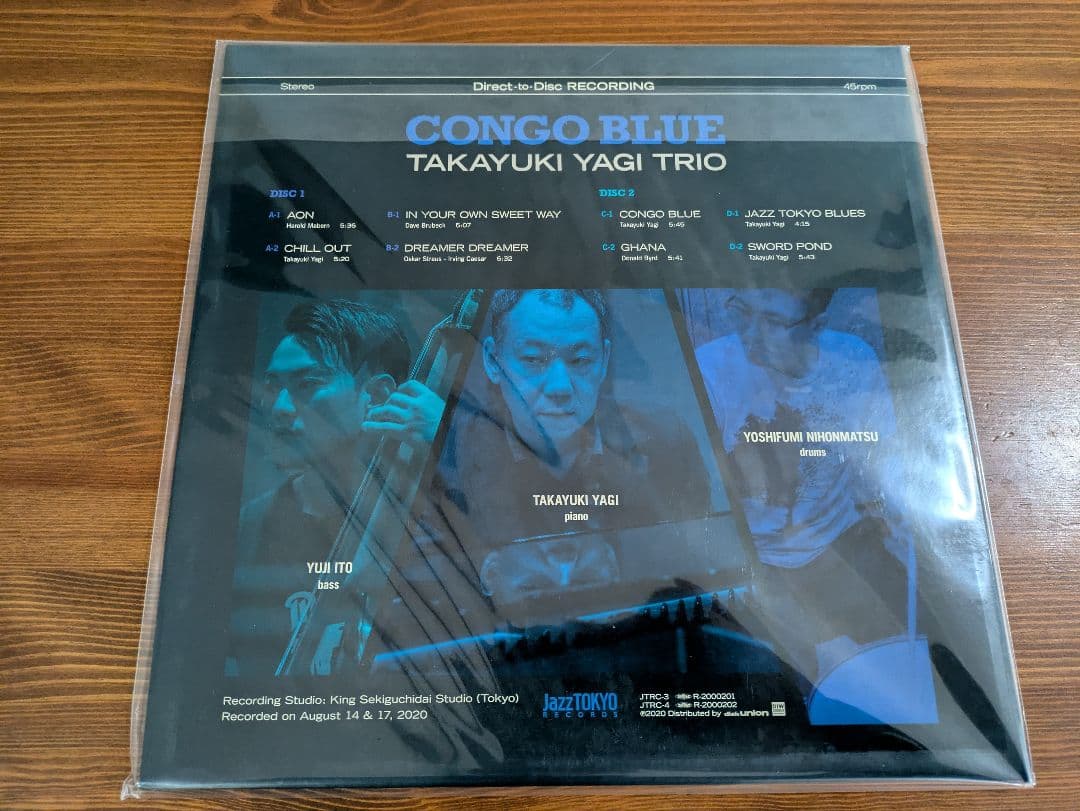 Stereo Direct-to-Disc RECORDING 45rpm
CONGO BLUE
TAKAYUKI YAGI TRIO
DISC 1
A-1 AON
Harold Mabern 5:36
A-2 CHILL OUT
Takayuki Yagi 5:20
B-1 IN YOUR OWN SWEET WAY
Dave Brubeck 6:07
B-2 DREAMER DREAMER
Oskar Straus - Irving Caesar 6:32
DISC 2
C-1 CONGO BLUE
Takayuki Yagi 5:45
C-2 GHANA
Donald Byrd 5:41
D-1 JAZZ TOKYO BLUES
Takayuki Yagi 4:15
D-2 SWORD POND
Takayuki Yagi 5:43
YOSHIFUMI NIHONMATSU
drums
TAKAYUKI YAGI
piano
YUJI ITO
bass
Recording Studio: King Sekiguchidai Studio (Tokyo)
Recorded on August 14 & 17, 2020
JazzTOKYO
RECORDS
JTRC-3 R-2000201
JTRC-4 R-2000202
℗2020 Distributed by disk union